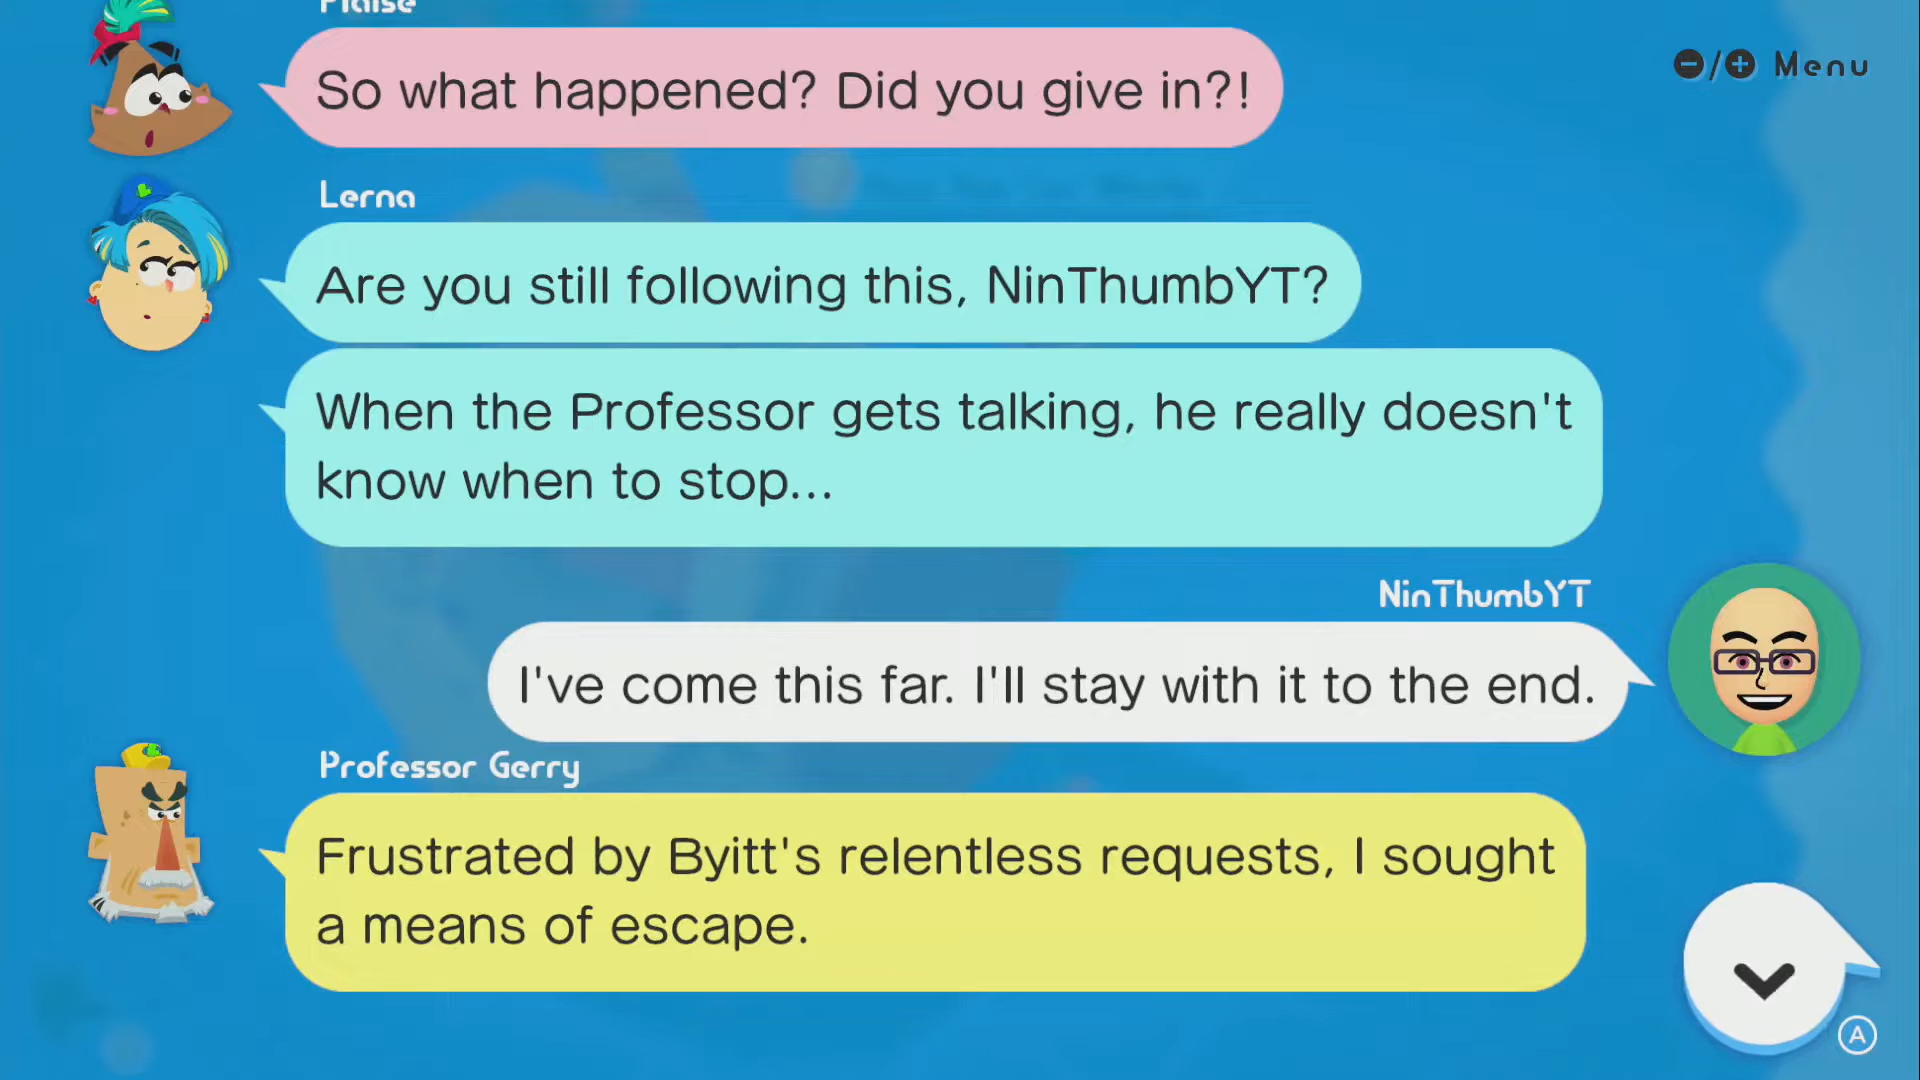 Plaise
So what happened? Did you give in?!
-/+ Menu
Lerna
Are you still following this, NinThumbYT?
When the Professor gets talking, he really doesn't
know when to stop...
NinThumbYT
I've come this far. I'll stay with it to the end.
Professor Gerry
Frustrated by Byitt's relentless requests, I sought
a means of escape.
A